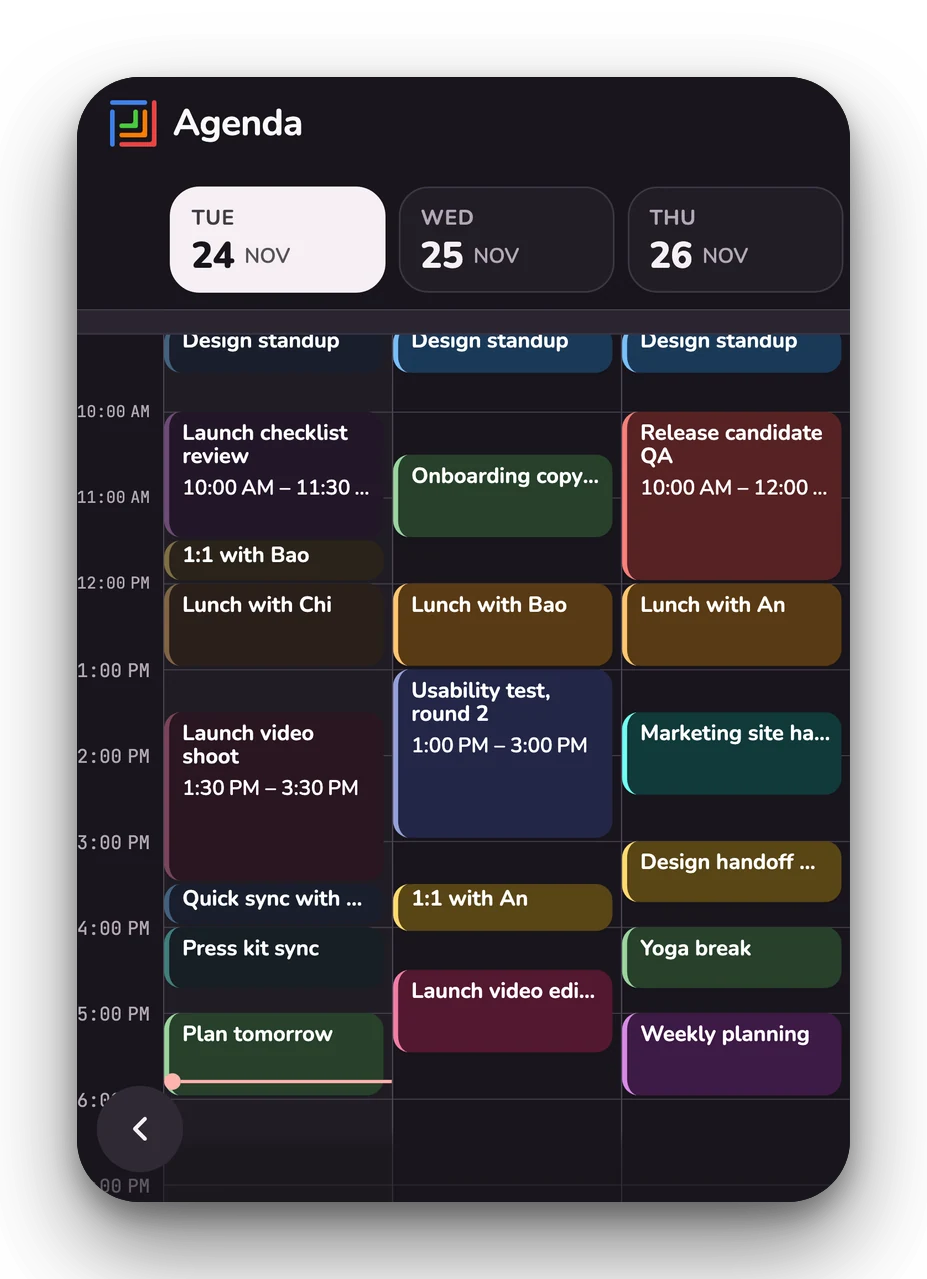 Agenda
TUE
24 NOV
WED
25 NOV
THU
26 NOV
Design standup
Design standup
Design standup
10:00 AM
Launch checklist
review
10:00 AM – 11:30 ...
Release candidate
QA
10:00 AM – 12:00 ...
Onboarding copy...
11:00 AM
1:1 with Bao
12:00 PM
Lunch with Chi
Lunch with Bao
Lunch with An
1:00 PM
Usability test,
round 2
1:00 PM – 3:00 PM
Launch video
shoot
1:30 PM – 3:30 PM
Marketing site ha...
2:00 PM
3:00 PM
Design handoff ...
Quick sync with ...
1:1 with An
4:00 PM
Press kit sync
Yoga break
Launch video edi...
5:00 PM
Plan tomorrow
Weekly planning